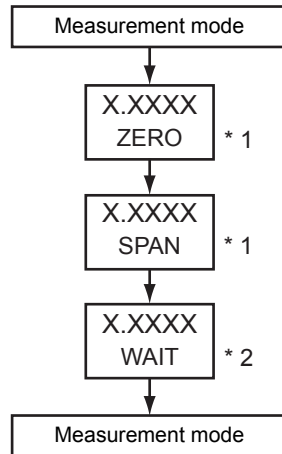 Measurement mode
X.XXXX
ZERO * 1
X.XXXX
SPAN * 1
X.XXXX
WAIT * 2
Measurement mode